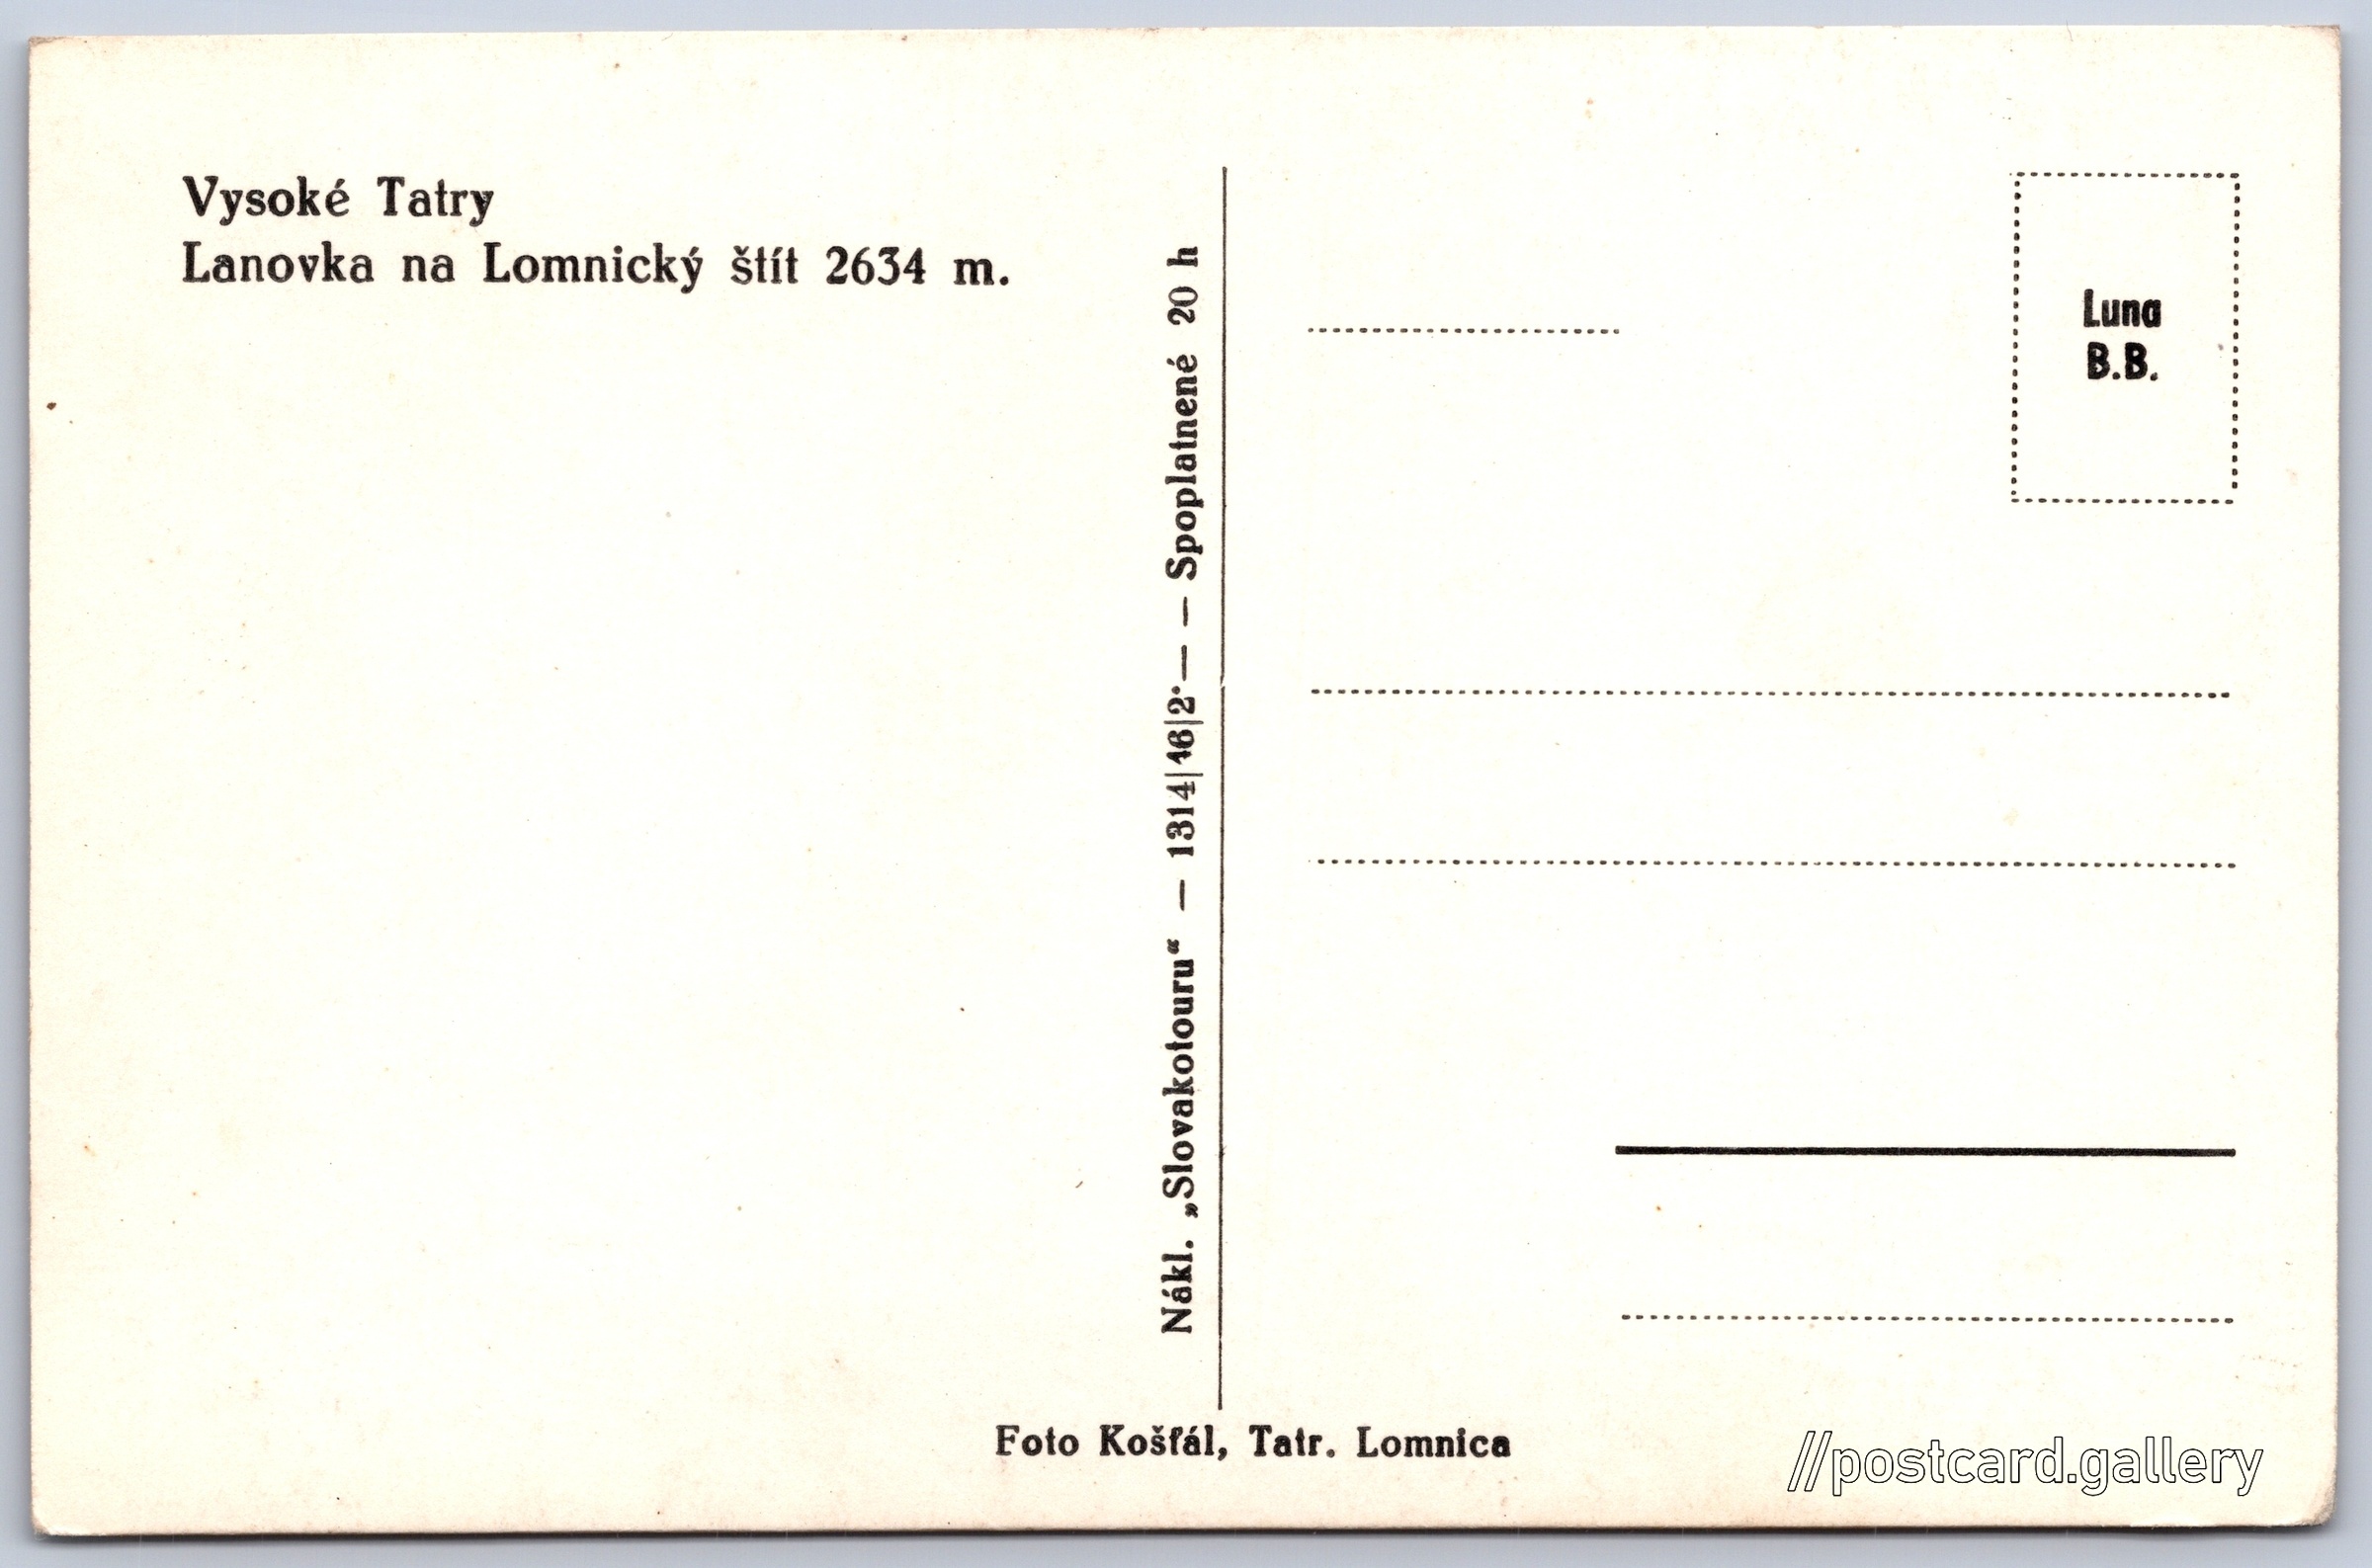 Vysoké Tatry
Lanovka na Lomnický štít 2634 m.
Nákl. „Slovakotouru“ — 1314|46|2·— — Spoplatnené 20 h
Luna
B.B.
Foto Košťál, Tatr. Lomnica
//postcard.gallery